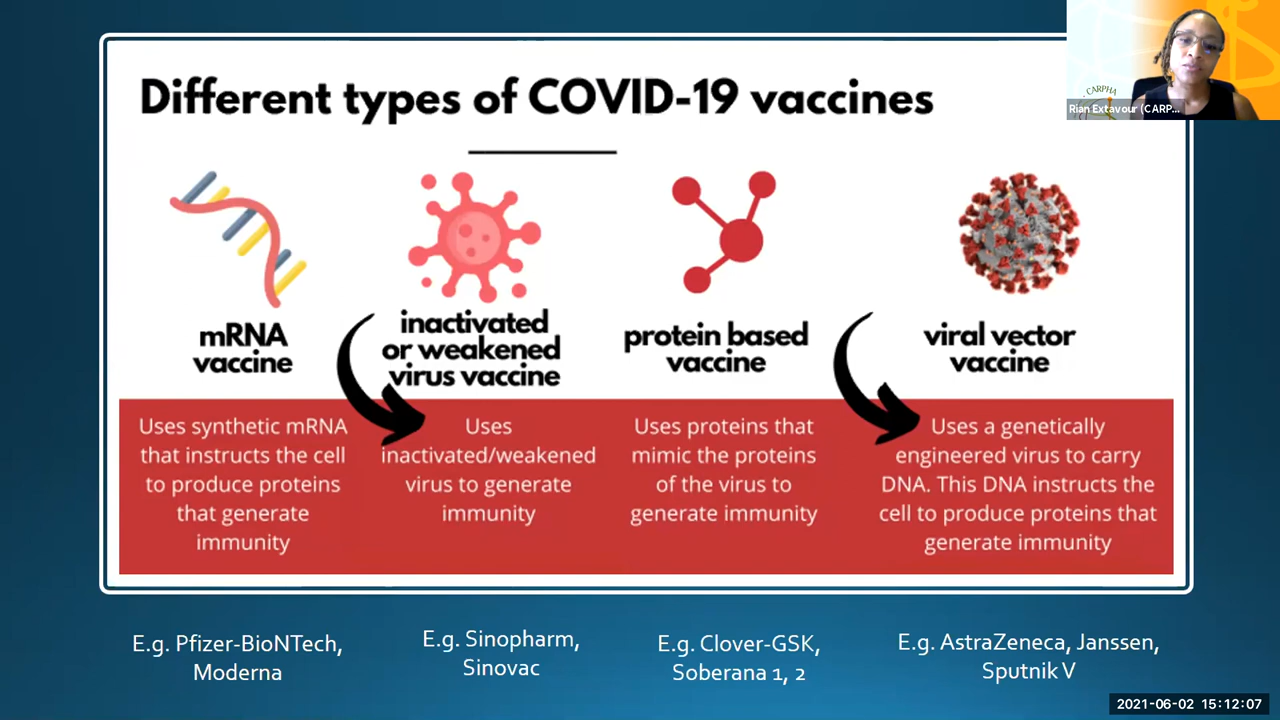 Different types of COVID-19 vaccines
CARPHA
Rian Extavour (CARP...
mRNA
vaccine
inactivated
or weakened
virus vaccine
protein based
vaccine
viral vector
vaccine
Uses synthetic mRNA
that instructs the cell
to produce proteins
that generate
immunity
Uses
inactivated/weakened
virus to generate
immunity
Uses proteins that
mimic the proteins
of the virus to
generate immunity
Uses a genetically
engineered virus to carry
DNA. This DNA instructs the
cell to produce proteins that
generate immunity
E.g. Pfizer-BioNTech,
Moderna
E.g. Sinopharm,
Sinovac
E.g. Clover-GSK,
Soberana 1, 2
E.g. AstraZeneca, Janssen,
Sputnik V
2021-06-02 15:12:07